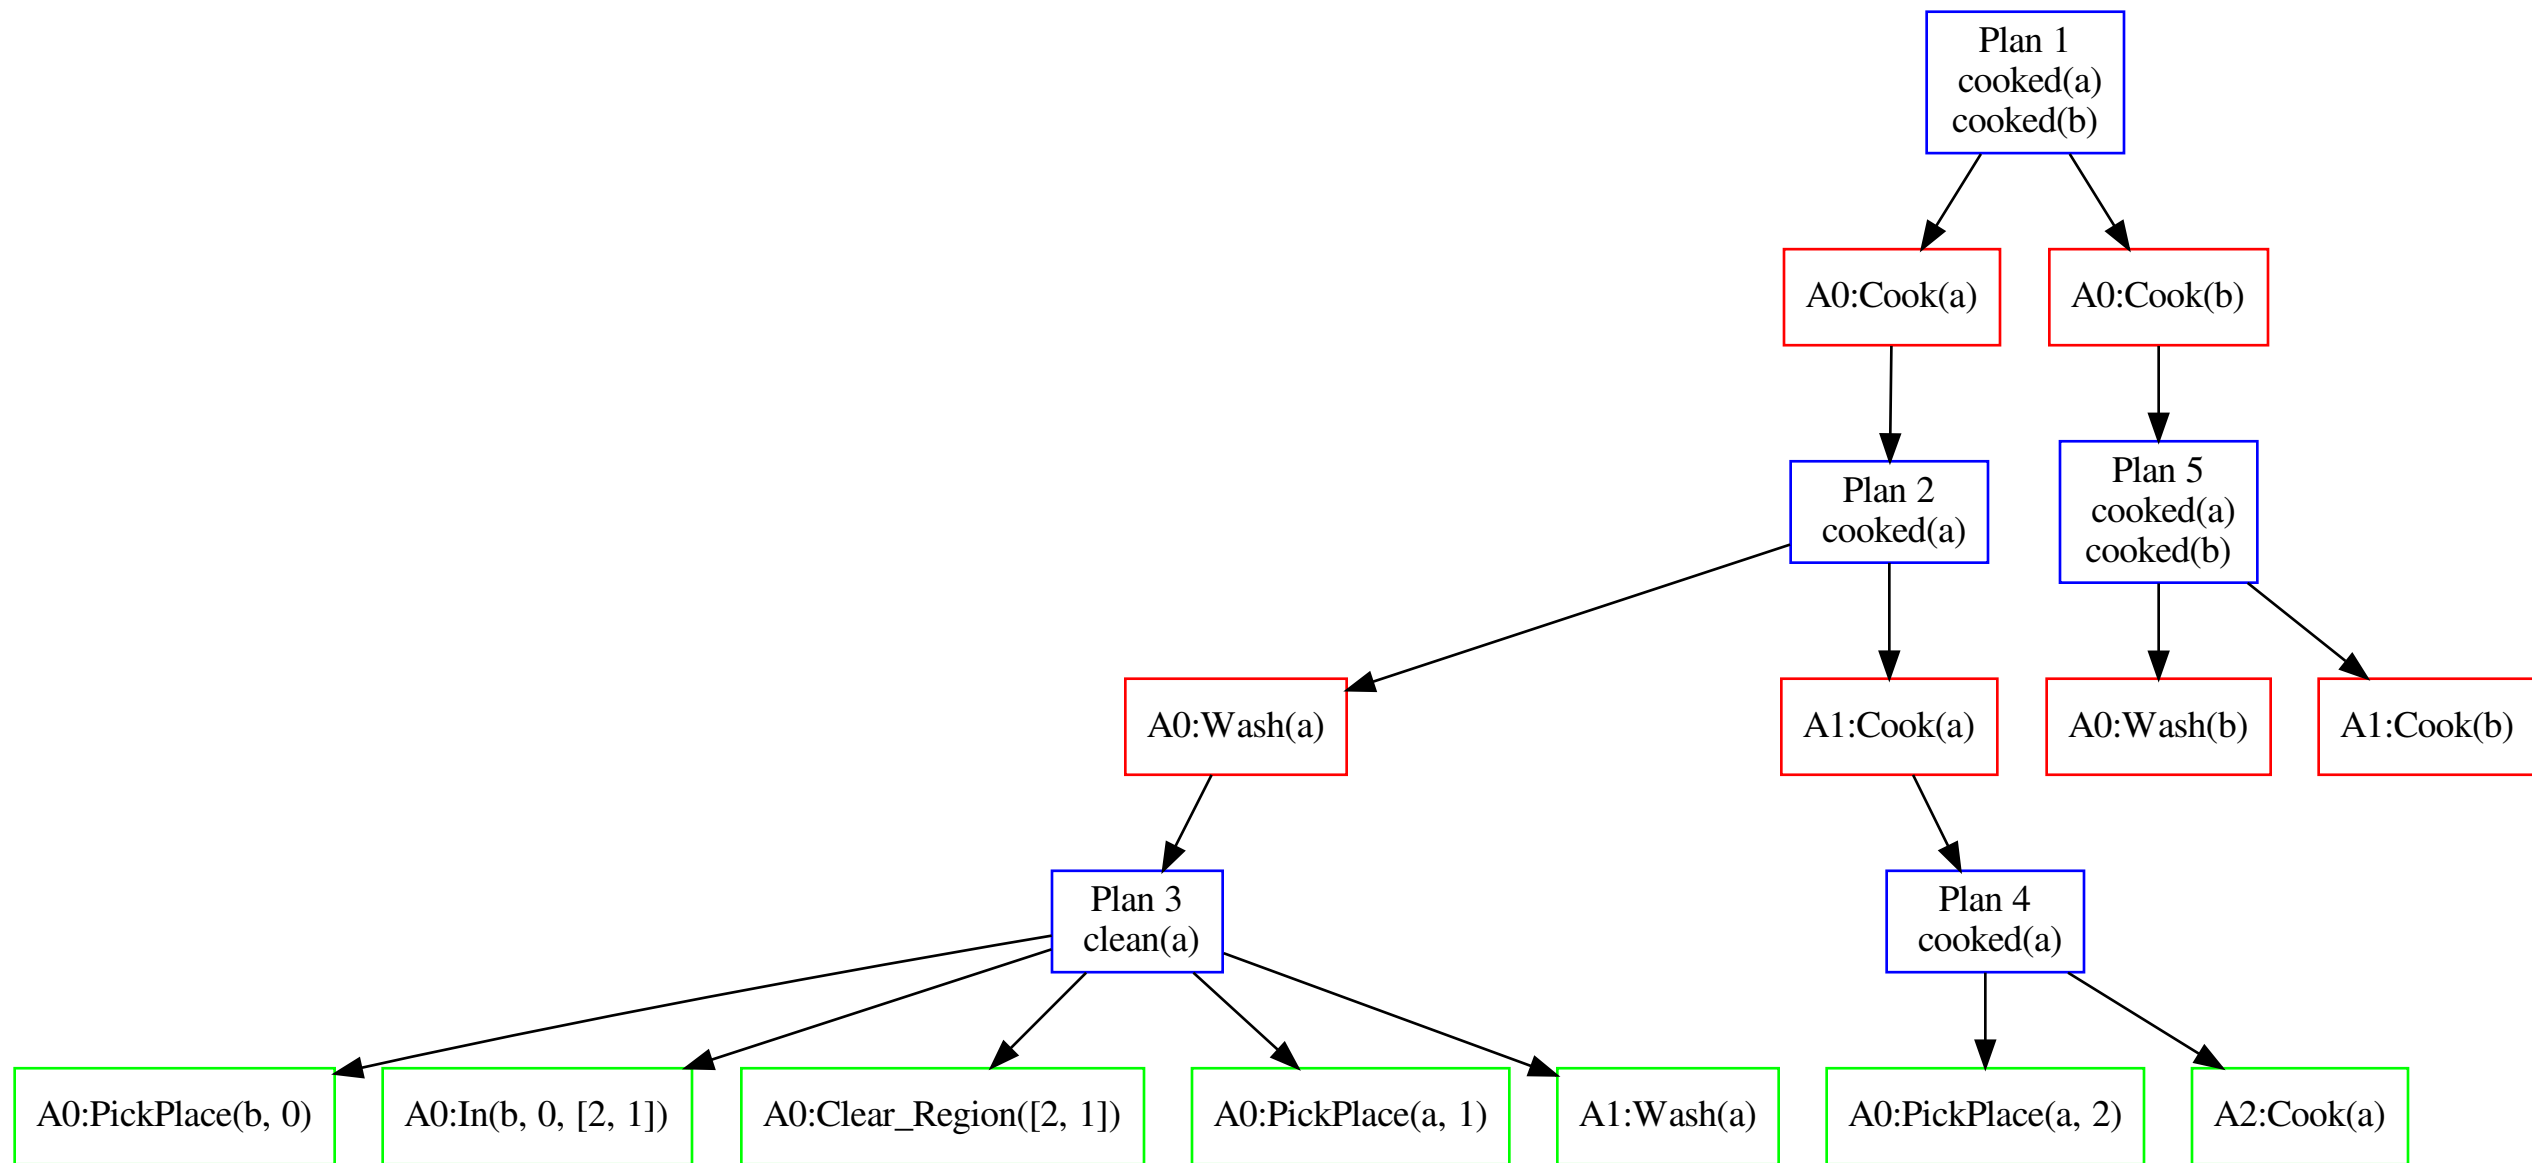 Plan 1
cooked(a)
cooked(b)
A0:Cook(a)
A0:Cook(b)
Plan 2
cooked(a)
Plan 5
cooked(a)
cooked(b)
A0:Wash(a)
A1:Cook(a)
A0:Wash(b)
A1:Cook(b)
Plan 3
clean(a)
Plan 4
cooked(a)
A0:PickPlace(b, 0)
A0:In(b, 0, [2, 1])
A0:Clear_Region([2, 1])
A0:PickPlace(a, 1)
A1:Wash(a)
A0:PickPlace(a, 2)
A2:Cook(a)